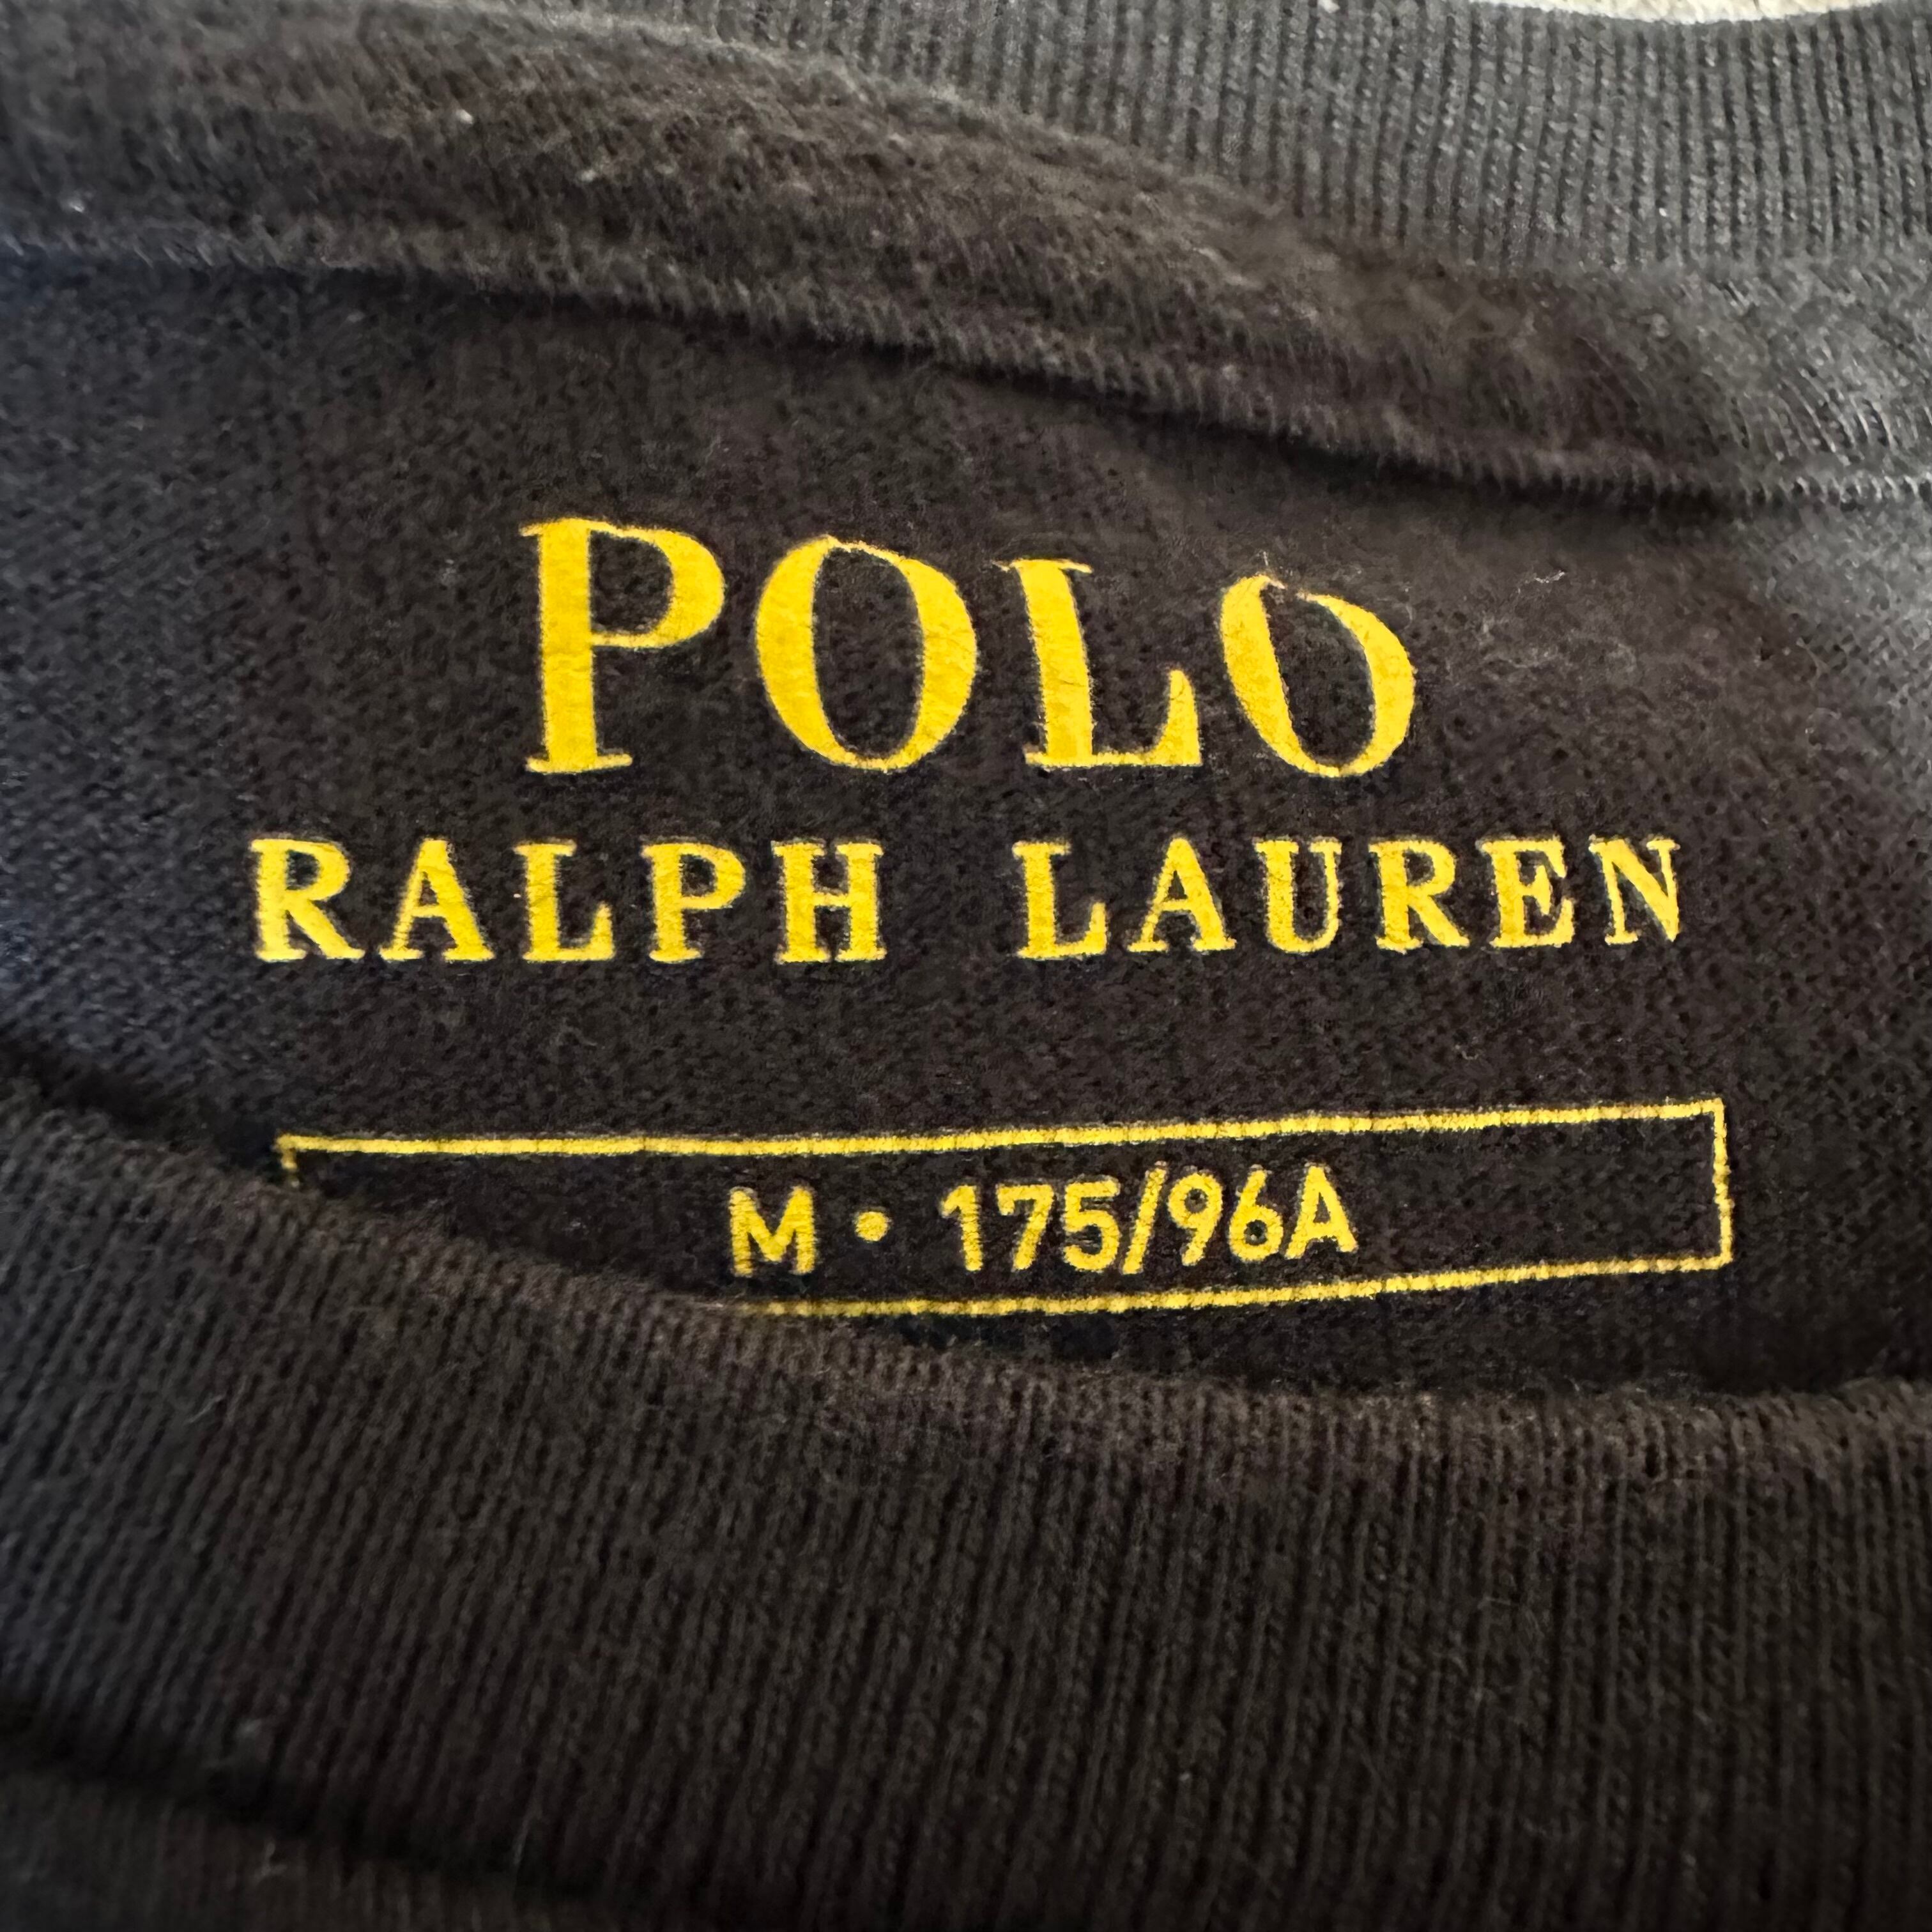 POLO
RALPH LAUREN
M • 175/96A